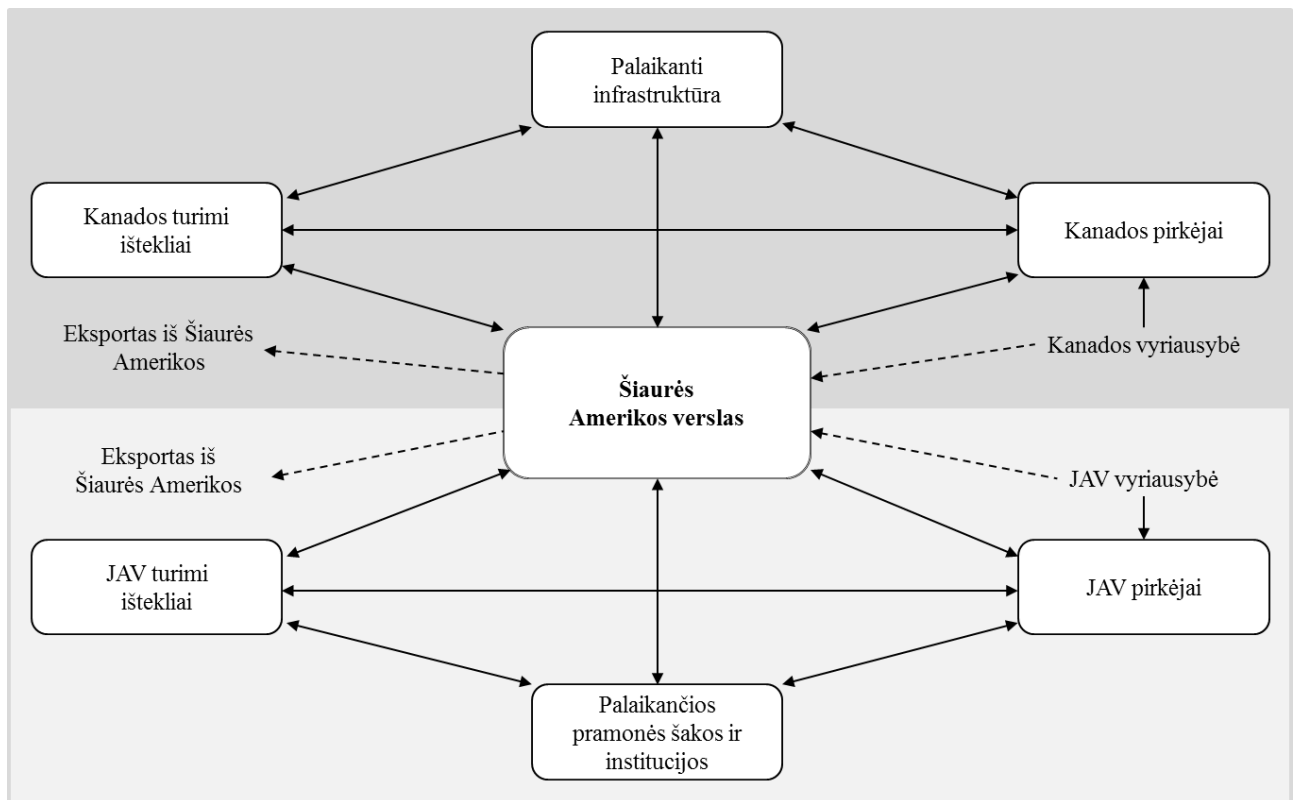 Palaikanti
infrastruktūra
Kanados turimi
ištekliai
Kanados pirkėjai
Eksportas iš Šiaurės
Amerikos
Kanados vyriausybė
Šiaurės
Amerikos verslas
Eksportas iš
Šiaurės Amerikos
JAV vyriausybė
JAV turimi
ištekliai
JAV pirkėjai
Palaikančios
pramonės šakos ir
institucijos